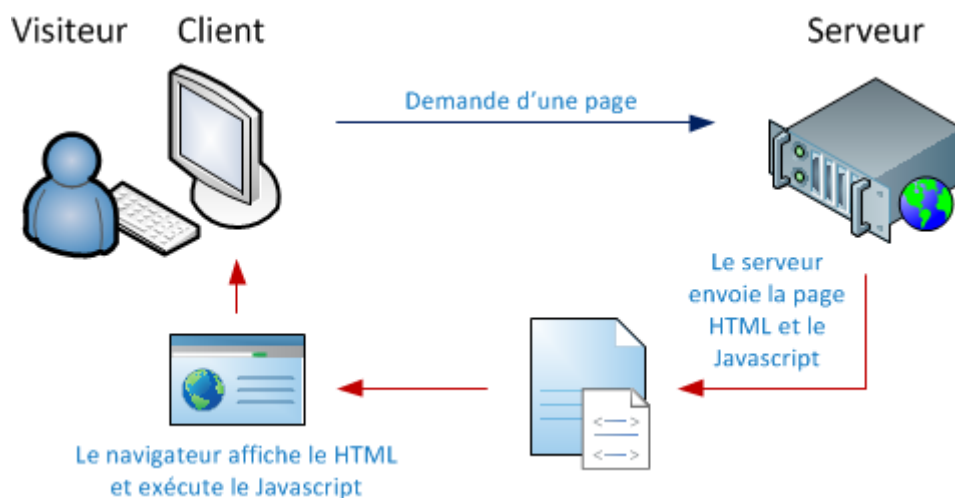 Visiteur
Client
Serveur
Demande d'une page
Le serveur
envoie la page
HTML et le
Javascript
<—>
<—>
<—>
Le navigateur affiche le HTML
et exécute le Javascript